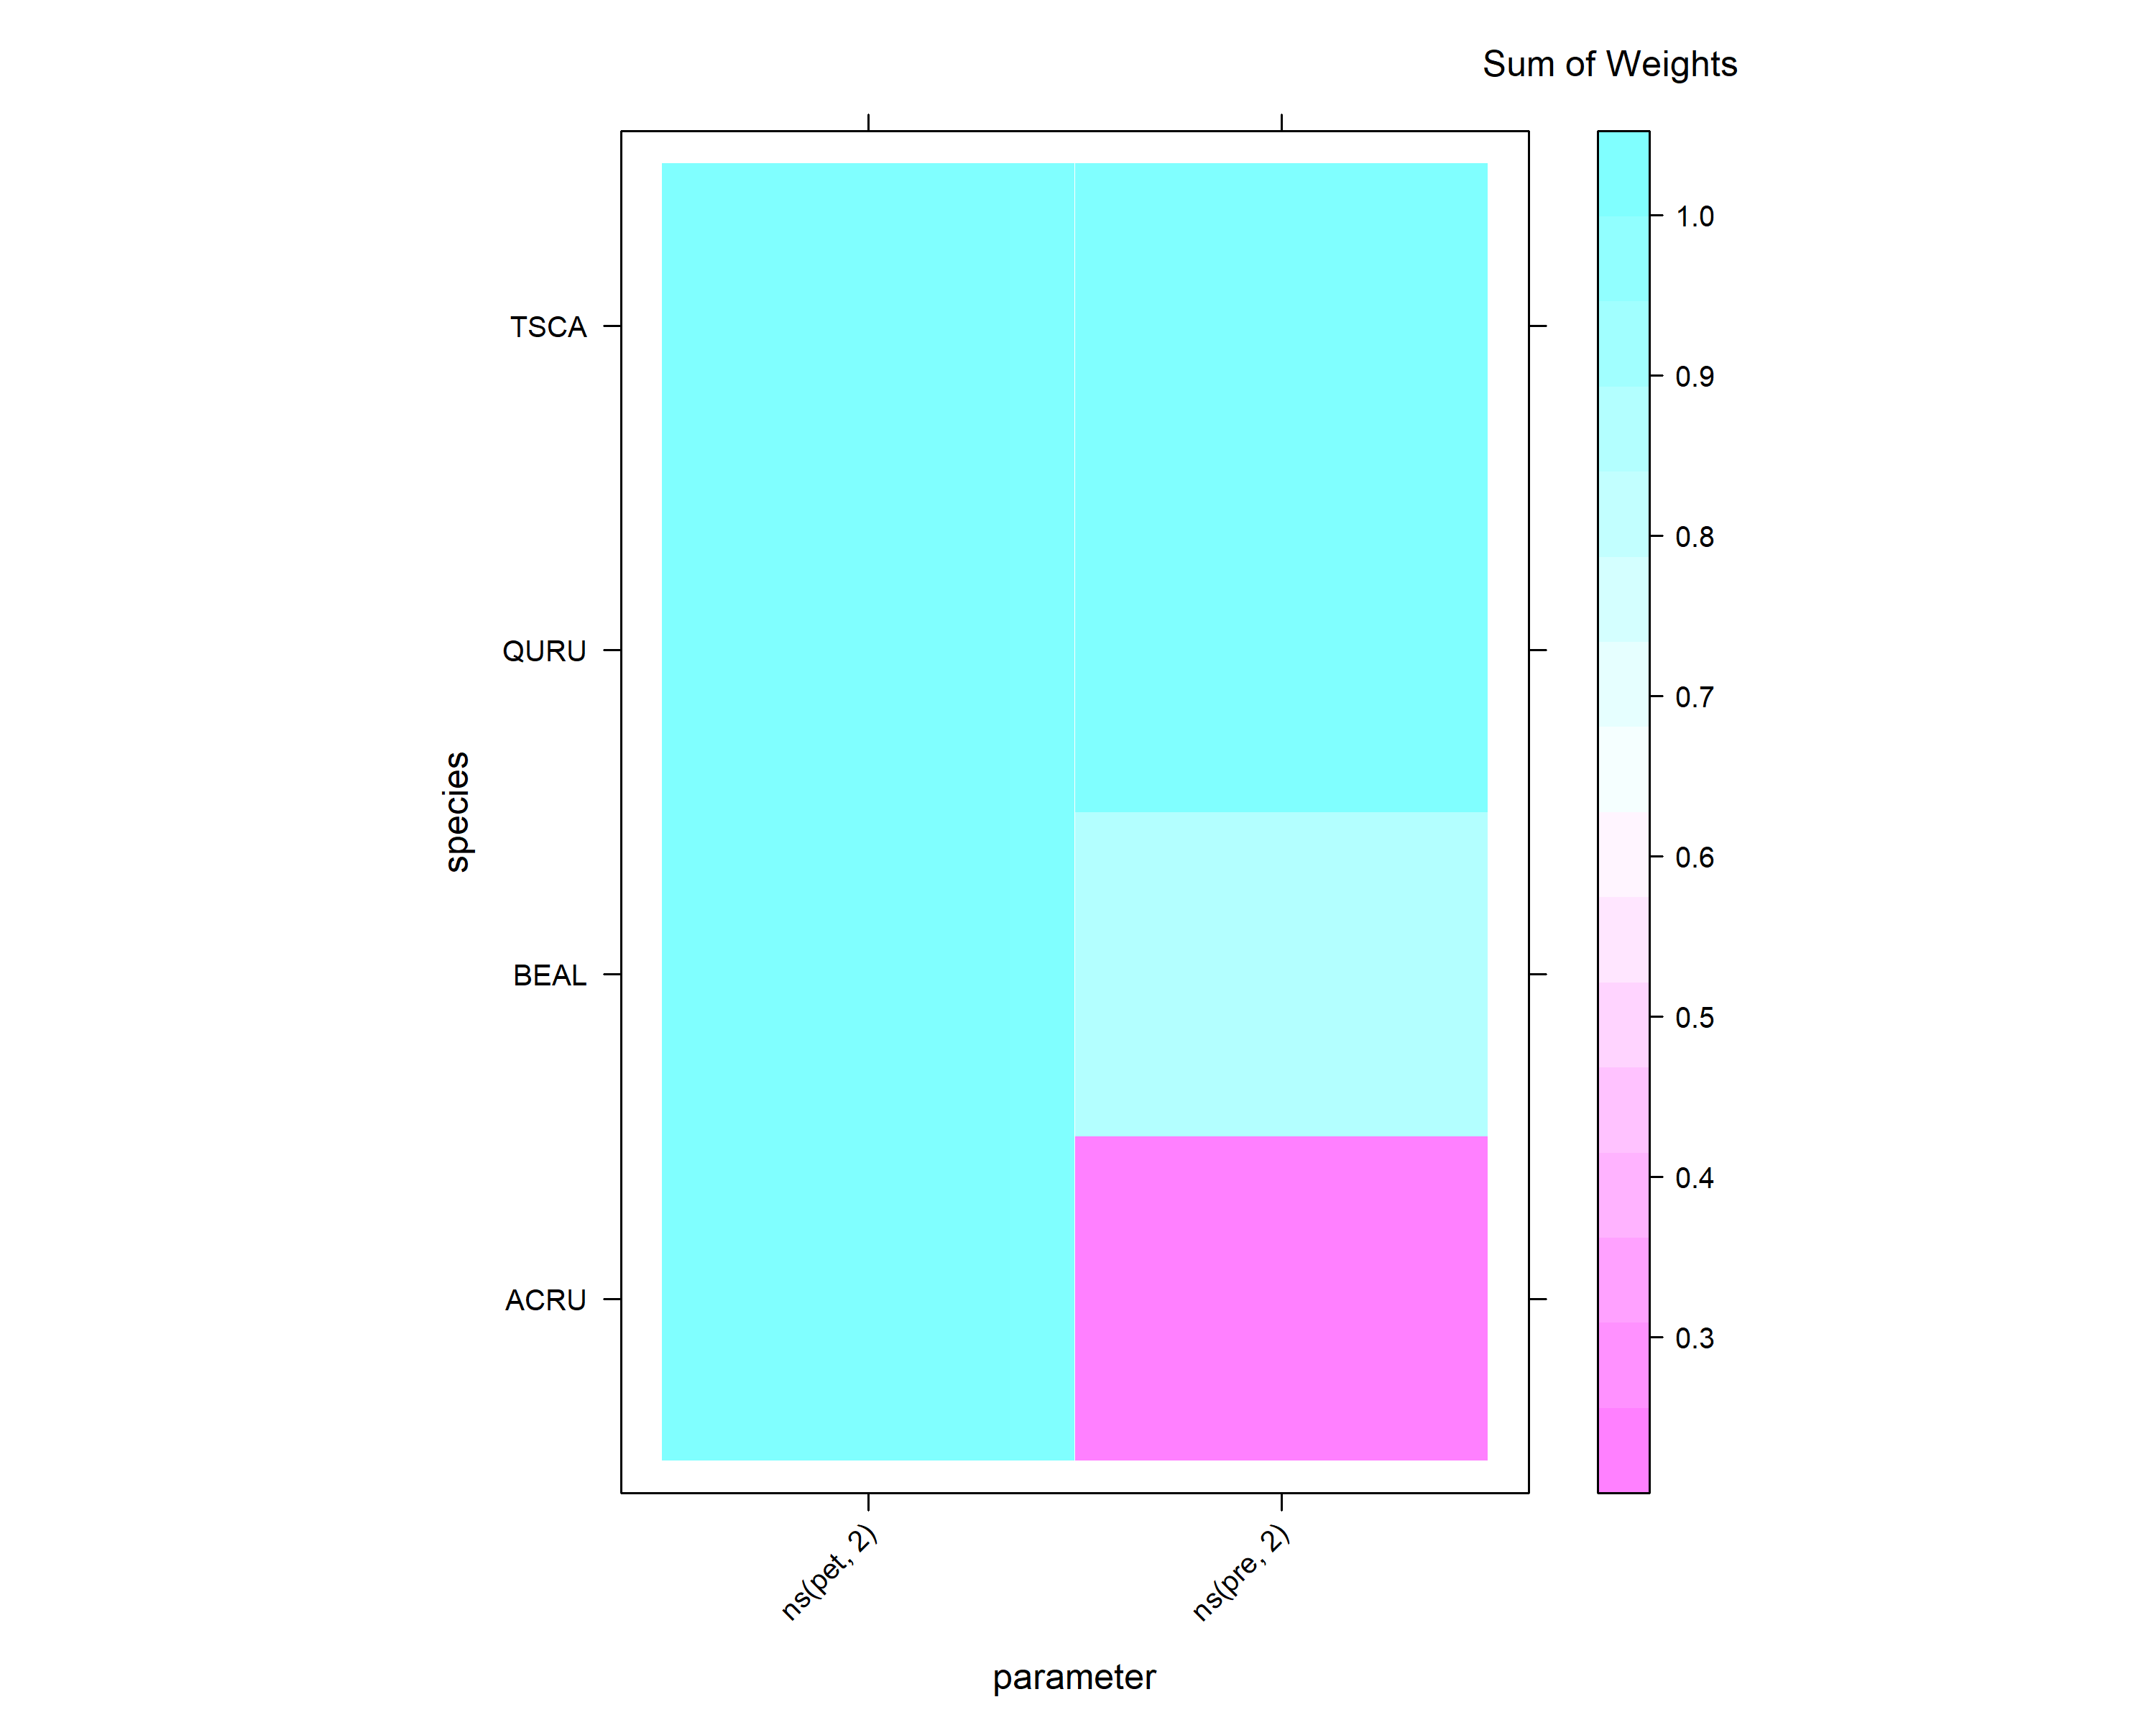 Sum of Weights
1.0
0.9
0.8
0.7
0.6
0.5
0.4
0.3
species
TSCA
QURU
BEAL
ACRU
ns(pet, 2)
ns(pre, 2)
parameter